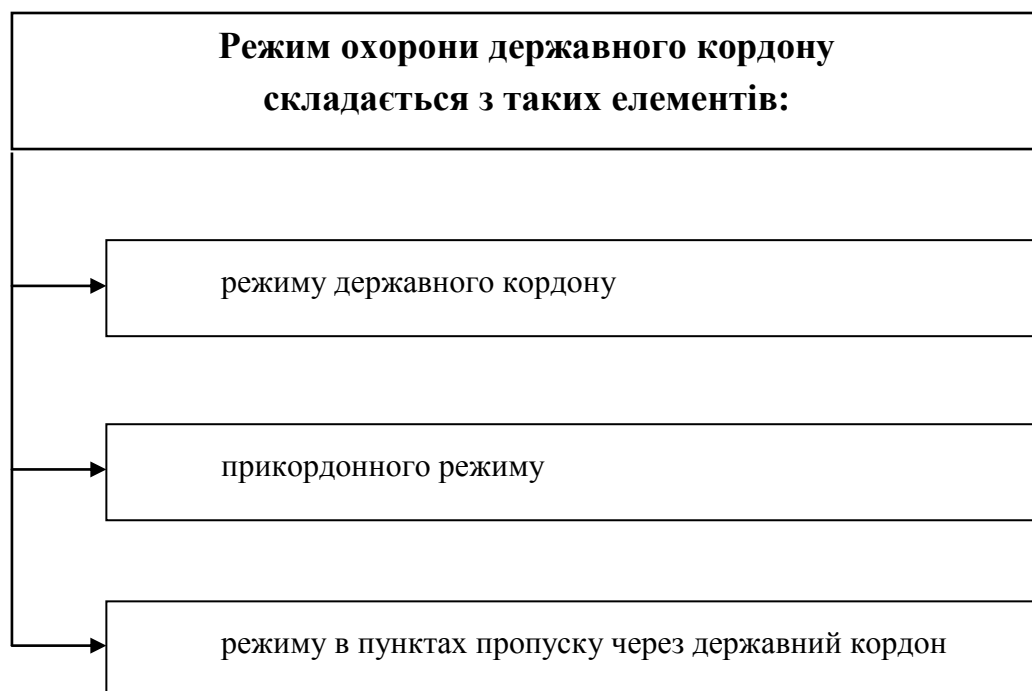 Режим охорони державного кордону
складається з таких елементів:
режиму державного кордону
прикордонного режиму
режиму в пунктах пропуску через державний кордон